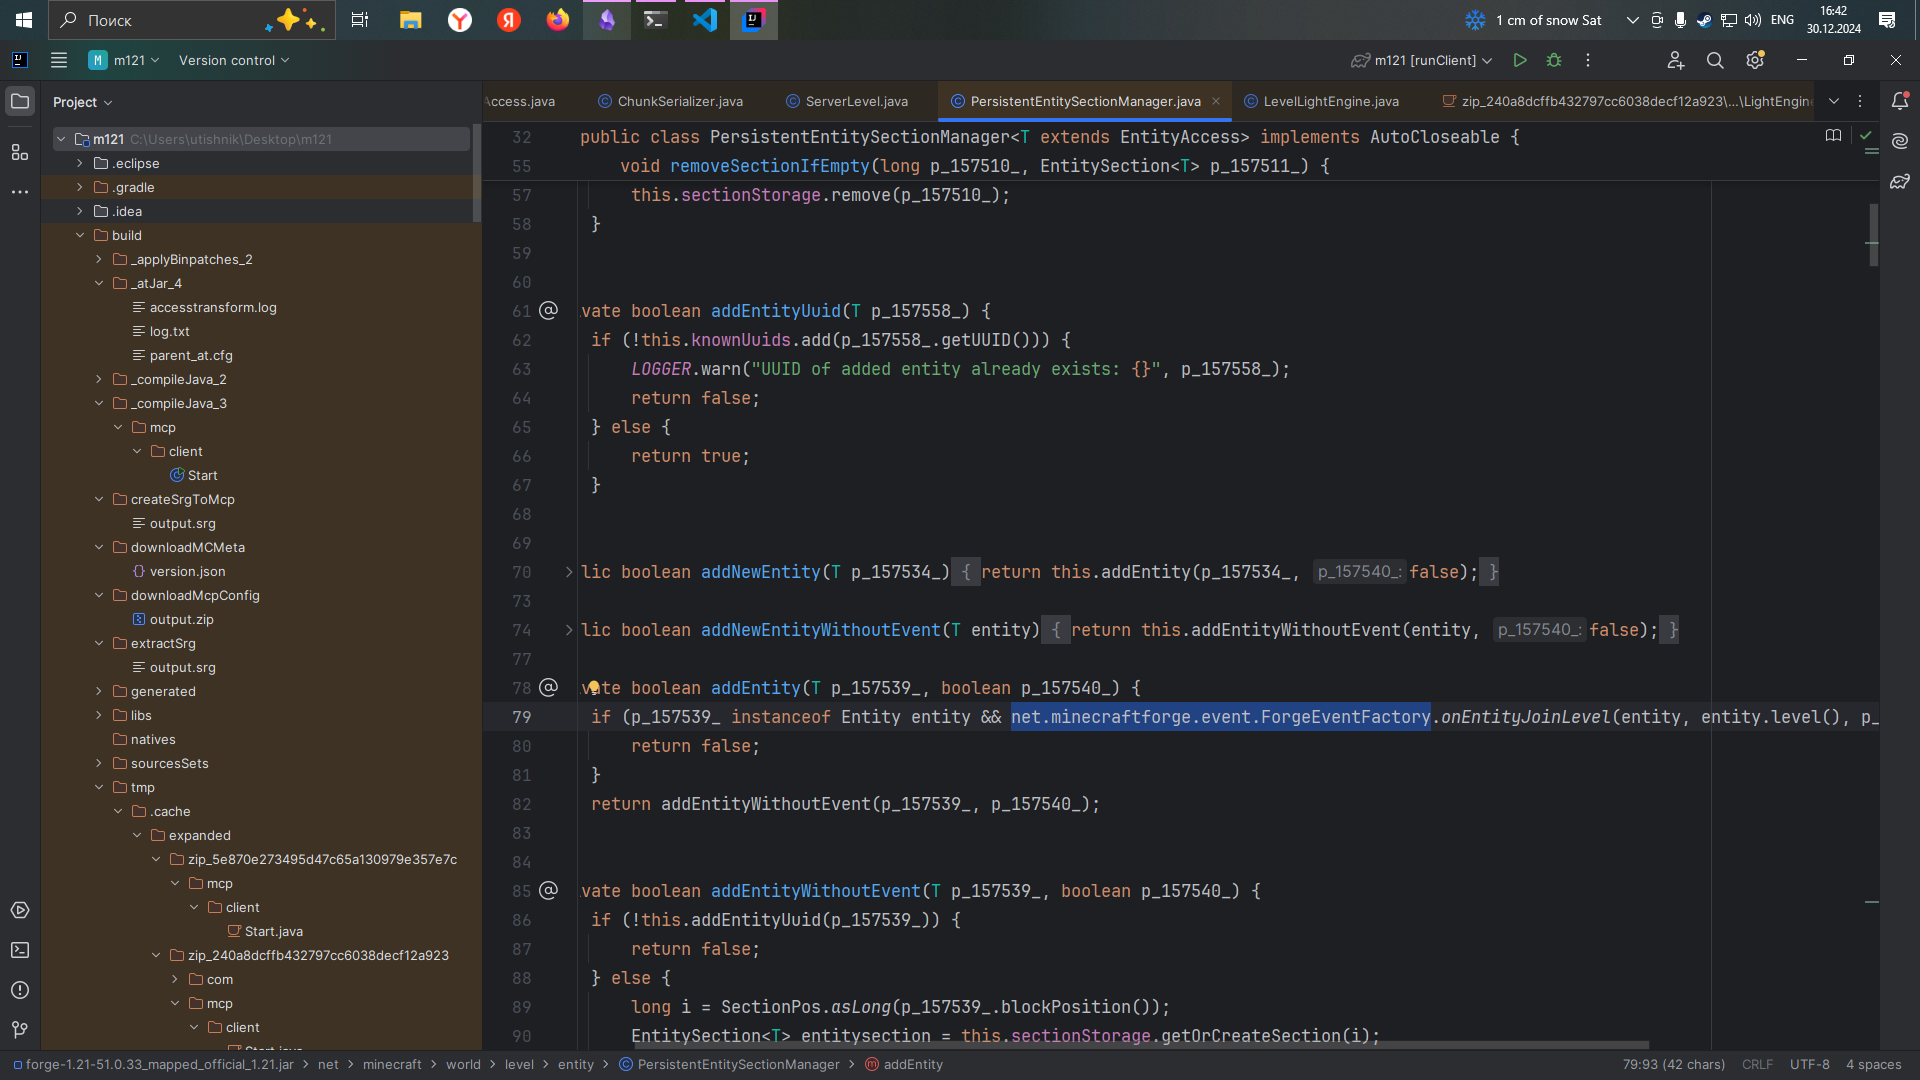 Поиск
1 cm of snow Sat
ENG
16:42
30.12.2024
M
m121
Version control
m121 [runClient]
Project
Access.java
ChunkSerializer.java
ServerLevel.java
PersistentEntitySectionManager.java
LevelLightEngine.java
zip_240a8dcffb432797cc6038decf12a923\...\LightEngin
m121 C:\Users\utishnik\Desktop\m121
.eclipse
.gradle
.idea
build
_applyBinpatches_2
_atJar_4
accesstransform.log
log.txt
parent_at.cfg
_compileJava_2
_compileJava_3
mcp
client
Start
createSrgToMcp
output.srg
downloadMCMeta
version.json
downloadMcpConfig
output.zip
extractSrg
output.srg
generated
libs
natives
sourcesSets
tmp
.cache
expanded
zip_5e870e273495d47c65a130979e357e7c
mcp
client
Start.java
zip_240a8dcffb432797cc6038decf12a923
com
mcp
client
Start.java
32 public class PersistentEntitySectionManager<T extends EntityAccess> implements AutoCloseable {
55 void removeSectionIfEmpty(long p_157510_, EntitySection<T> p_157511_) {
57 this.sectionStorage.remove(p_157510_);
58 }
59
60
61 vate boolean addEntityUuid(T p_157558_) {
62 if (!this.knownUuids.add(p_157558_.getUUID())) {
63 LOGGER.warn("UUID of added entity already exists: {}", p_157558_);
64 return false;
65 } else {
66 return true;
67 }
68
69
70 lic boolean addNewEntity(T p_157534_) { return this.addEntity(p_157534_, p_157540_: false); }
73
74 lic boolean addNewEntityWithoutEvent(T entity) { return this.addEntityWithoutEvent(entity, p_157540_: false); }
77
78 vate boolean addEntity(T p_157539_, boolean p_157540_) {
79 if (p_157539_ instanceof Entity entity && net.minecraftforge.event.ForgeEventFactory.onEntityJoinLevel(entity, entity.level(), p_
80 return false;
81 }
82 return addEntityWithoutEvent(p_157539_, p_157540_);
83
84
85 vate boolean addEntityWithoutEvent(T p_157539_, boolean p_157540_) {
86 if (!this.addEntityUuid(p_157539_)) {
87 return false;
88 } else {
89 long i = SectionPos.asLong(p_157539_.blockPosition());
90 EntitySection<T> entitysection = this.sectionStorage.getOrCreateSection(i);
forge-1.21-51.0.33_mapped_official_1.21.jar > net > minecraft > world > level > entity > PersistentEntitySectionManager > addEntity
79:93 (42 chars)
CRLF
UTF-8
4 spaces